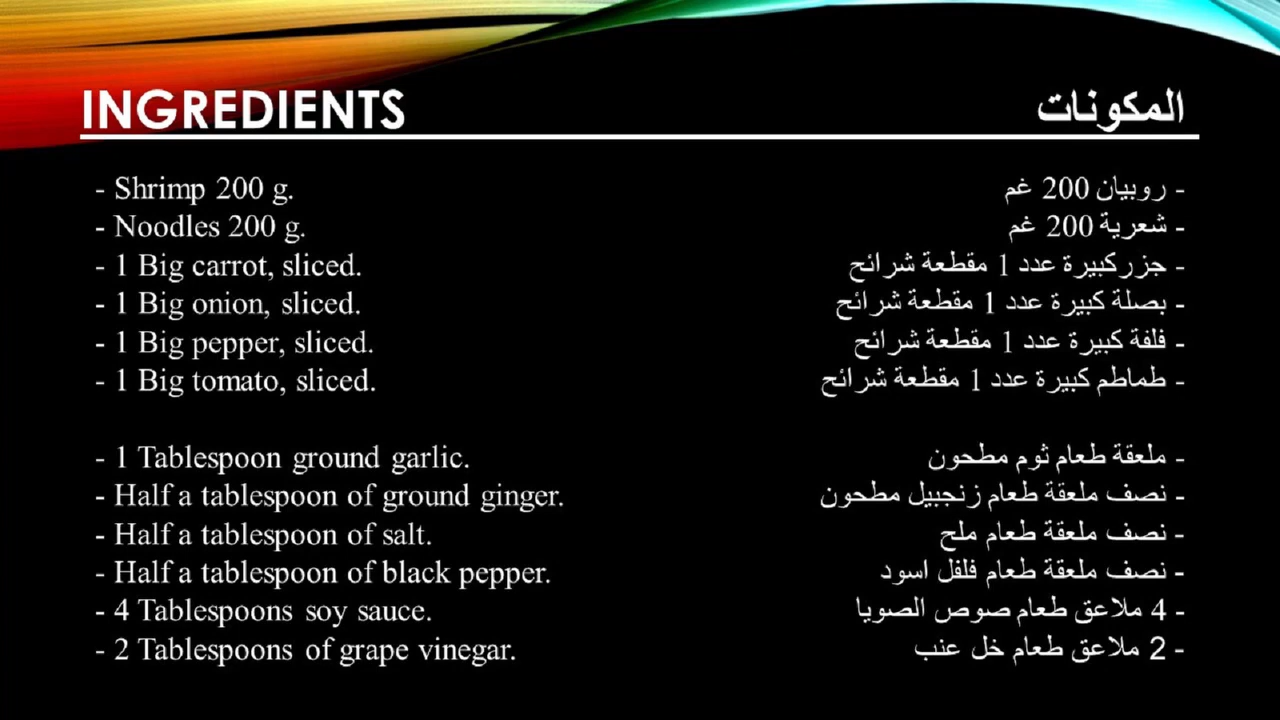 INGREDIENTS
- Shrimp 200 g.
- Noodles 200 g.
- 1 Big carrot, sliced.
- 1 Big onion, sliced.
- 1 Big pepper, sliced.
- 1 Big tomato, sliced.
- 1 Tablespoon ground garlic.
- Half a tablespoon of ground ginger.
- Half a tablespoon of salt.
- Half a tablespoon of black pepper.
- 4 Tablespoons soy sauce.
- 2 Tablespoons of grape vinegar.
المكونات
- روبيان 200 غم
- شعرية 200 غم
- جزر كبيرة عدد 1 مقطعة شرائح
- بصلة كبيرة عدد 1 مقطعة شرائح
- فلفة كبيرة عدد 1 مقطعة شرائح
- طماطم كبيرة عدد 1 مقطعة شرائح
- ملعقة طعام ثوم مطحون
- نصف ملعقة طعام زنجبيل مطحون
- نصف ملعقة طعام ملح
- نصف ملعقة طعام فلفل اسود
- 4 ملاعق طعام صوص الصويا
- 2 ملاعق طعام خل عنب